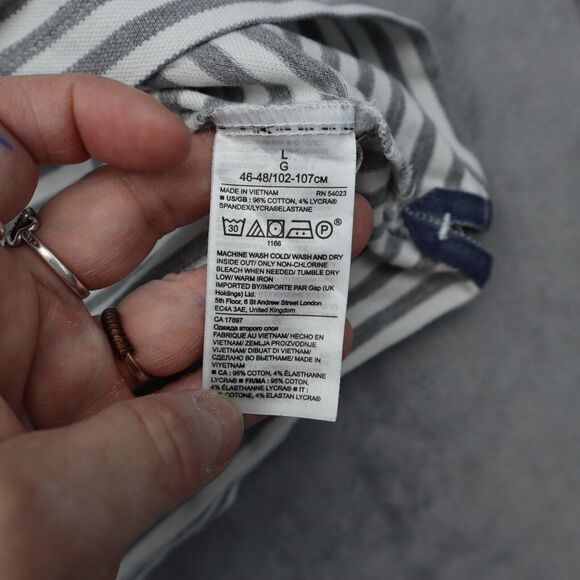 L
G
46-48/102-107CM
MADE IN VIETNAM RN 54023
■ US/GB : 96% COTTON, 4% LYCRA®
SPANDEX/LYCRA®ELASTANE
30 P ®
1166
MACHINE WASH COLD/ WASH AND DRY
INSIDE OUT/ ONLY NON-CHLORINE
BLEACH WHEN NEEDED/ TUMBLE DRY
LOW/ WARM IRON
IMPORTED BY/IMPORTE PAR Gap (UK
Holdings) Ltd.
5th Floor, 6 St Andrew Street London
EC4A 3AE, United Kingdom
CA 17897
Одежда второго слоя
FABRIQUE AU VIETNAM/ HECHO EN
VIETNAM/ ZEMLJA PROIZVODNJE
VIJETNAM/ DIBUAT DI VIETNAM/
СДЕЛАНО ВО ВЬЕТНАМЕ/ MADE IN
VIYETNAM
■ CA : 96% COTON, 4% ÉLASTHANNE
LYCRA® ■ FR/MA : 96% COTON,
4% ÉLASTHANNE LYCRA® ■ IT :
COTONE, 4% ELASTAN LYCRA®